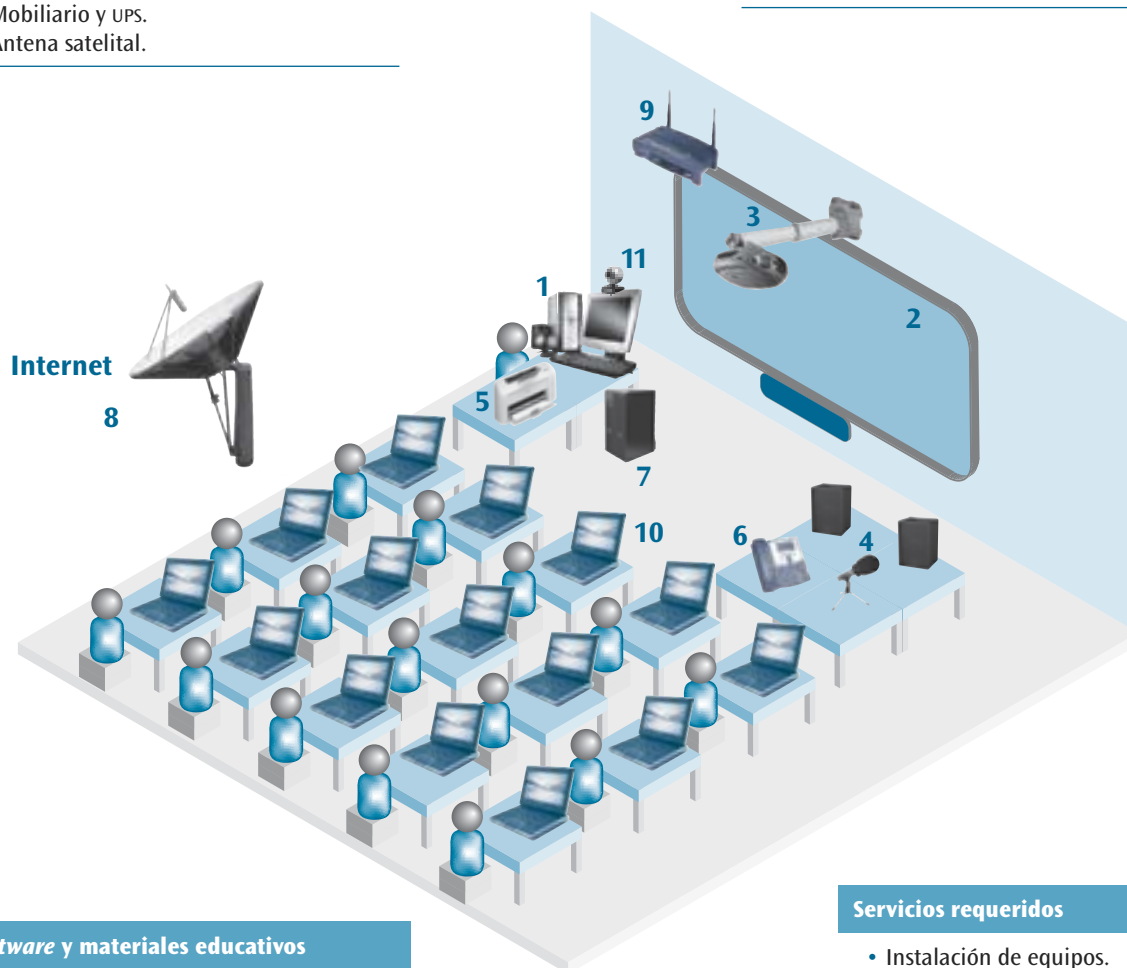 Mobiliario y UPS.
Antena satelital.
9
3
11
1
2
Internet
8
5
7
10
6
4
tware y materiales educativos
Servicios requeridos
• Instalación de equipos.